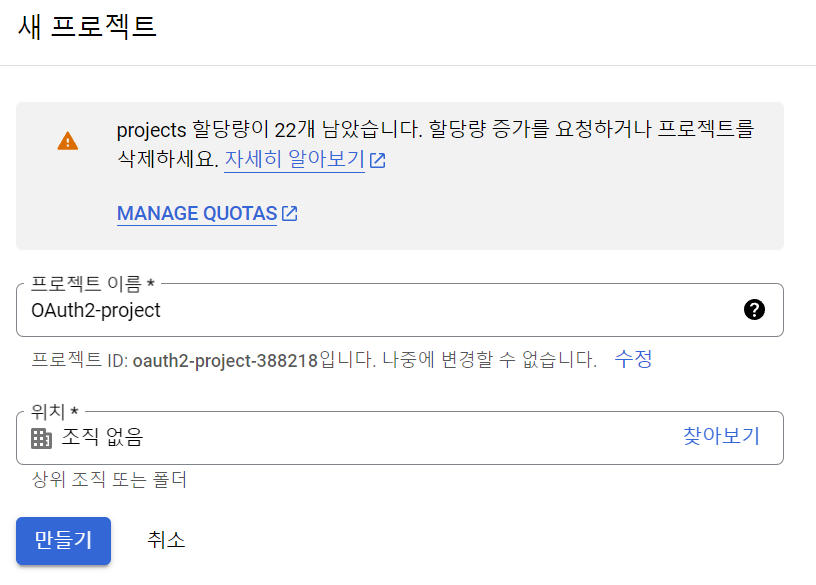 새 프로젝트
projects 할당량이 22개 남았습니다. 할당량 증가를 요청하거나 프로젝트를
삭제하세요. 자세히 알아보기
MANAGE QUOTAS
프로젝트 이름 *
OAuth2-project
프로젝트 ID: oauth2-project-388218입니다. 나중에 변경할 수 없습니다. 수정
위치 *
조직 없음 찾아보기
상위 조직 또는 폴더
만들기 취소